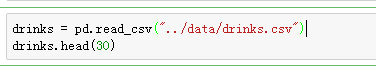 drinks = pd.read_csv("../data/drinks.csv")
drinks.head(30)